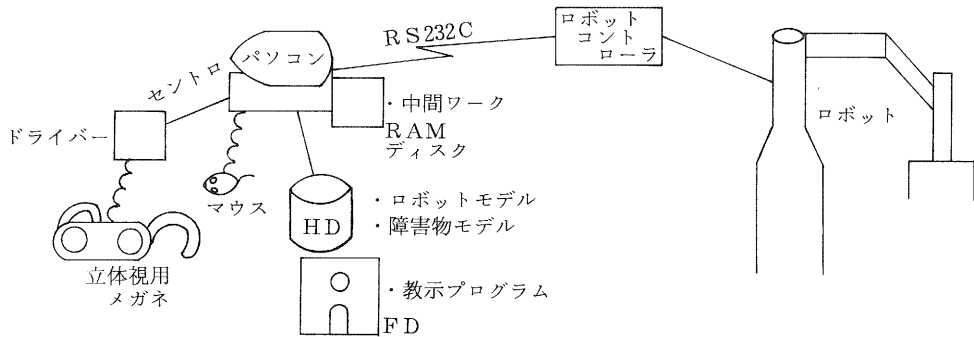 ロボット
コント
ローラ
RS232C
パソコン
セントロ
・中間ワーク
RAM
ディスク
ドライバー
ロボット
マウス
HD
・ロボットモデル
・障害物モデル
立体視用
メガネ
・教示プログラム
FD